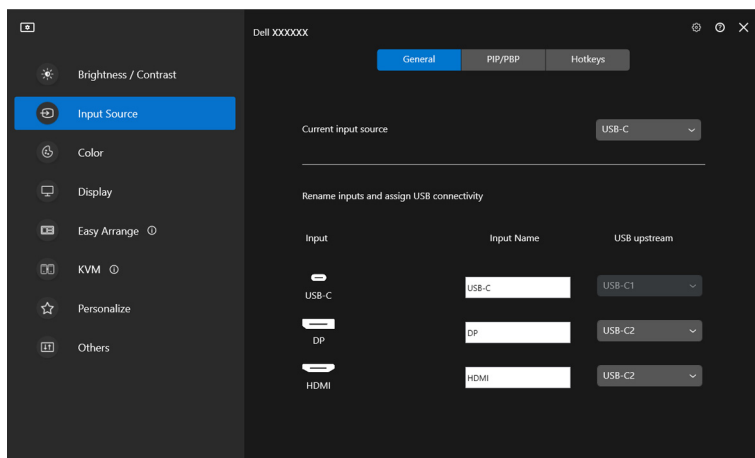 Dell XXXXXX
General PIP/PBP Hotkeys
Brightness / Contrast
Input Source
Color
Display
Easy Arrange
KVM
Personalize
Others
Current input source USB-C
Rename inputs and assign USB connectivity
Input Input Name USB upstream
USB-C USB-C USB-C1
DP DP USB-C2
HDMI HDMI USB-C2